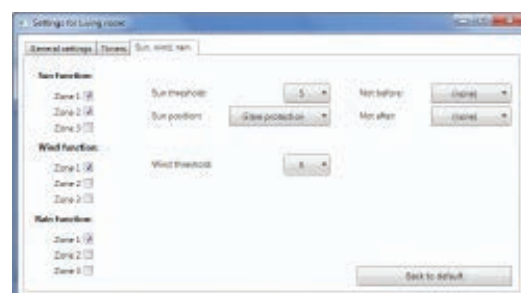 Settings for Living room
General settings Timers Sun, wind, rain
Sun function:
Zone 1
Sun threshold: 5
Not before: (none)
Zone 2
Sun position: Glare protection
Not after: (none)
Zone 3
Wind function:
Zone 1
Wind threshold: 6
Zone 2
Zone 3
Rain function:
Zone 1
Zone 2
Zone 3
Back to default